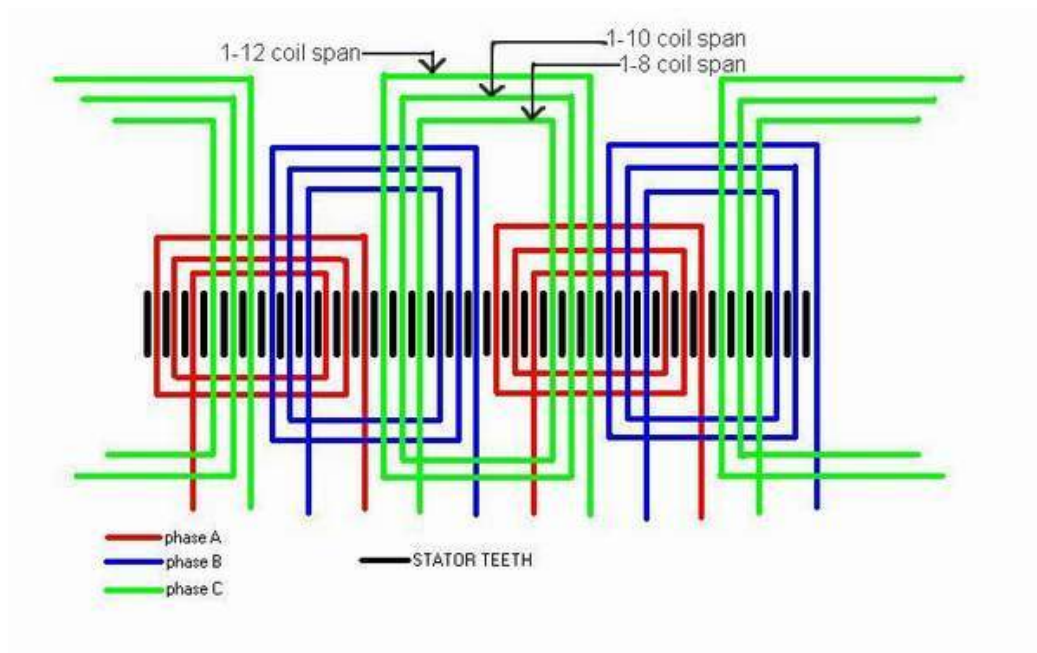 1-12 coil span
1-10 coil span
1-8 coil span
phase A
phase B
phase C
STATOR TEETH